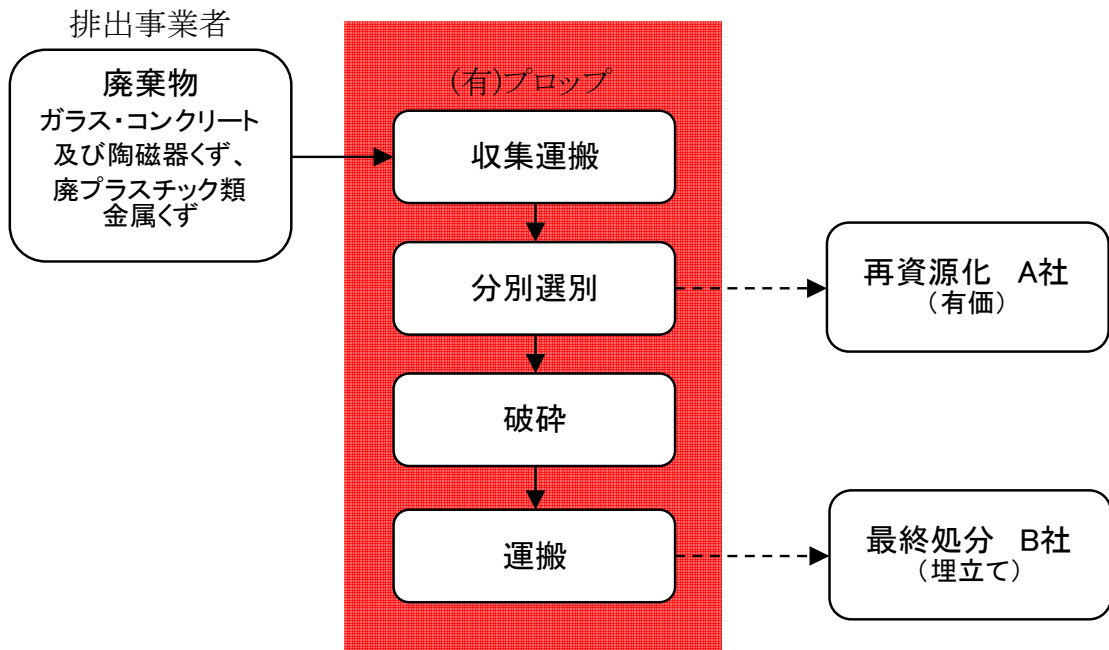 排出事業者
廃棄物
ガラス・コンクリート
及び陶磁器くず、
廃プラスチック類
金属くず
(有)プロップ
収集運搬
分別選別
破砕
運搬
再資源化　A社
（有価）
最終処分　B社
（埋立て）